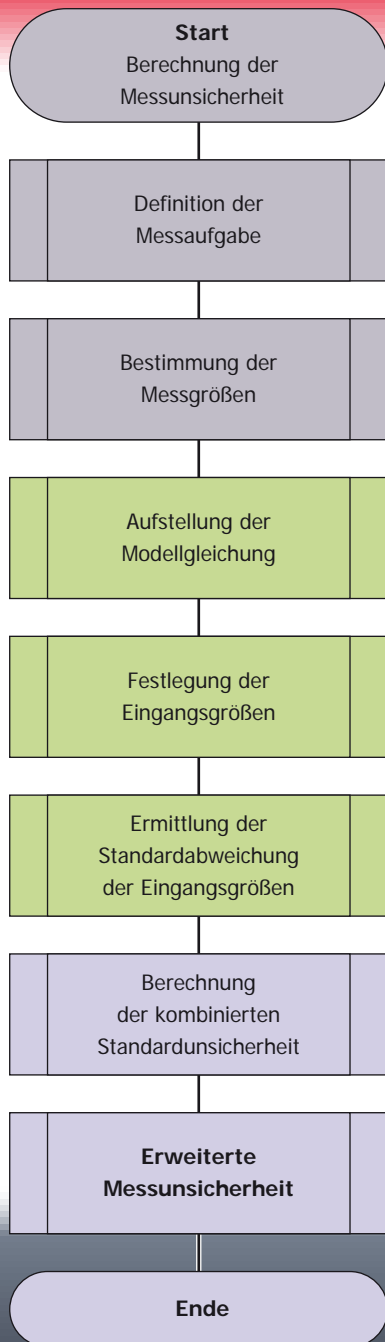 Start
Berechnung der
Messunsicherheit
Definition der
Messaufgabe
Bestimmung der
Messgrößen
Aufstellung der
Modellgleichung
Festlegung der
Eingangsgrößen
Ermittlung der
Standardabweichung
der Eingangsgrößen
Berechnung
der kombinierten
Standardunsicherheit
Erweiterte
Messunsicherheit
Ende